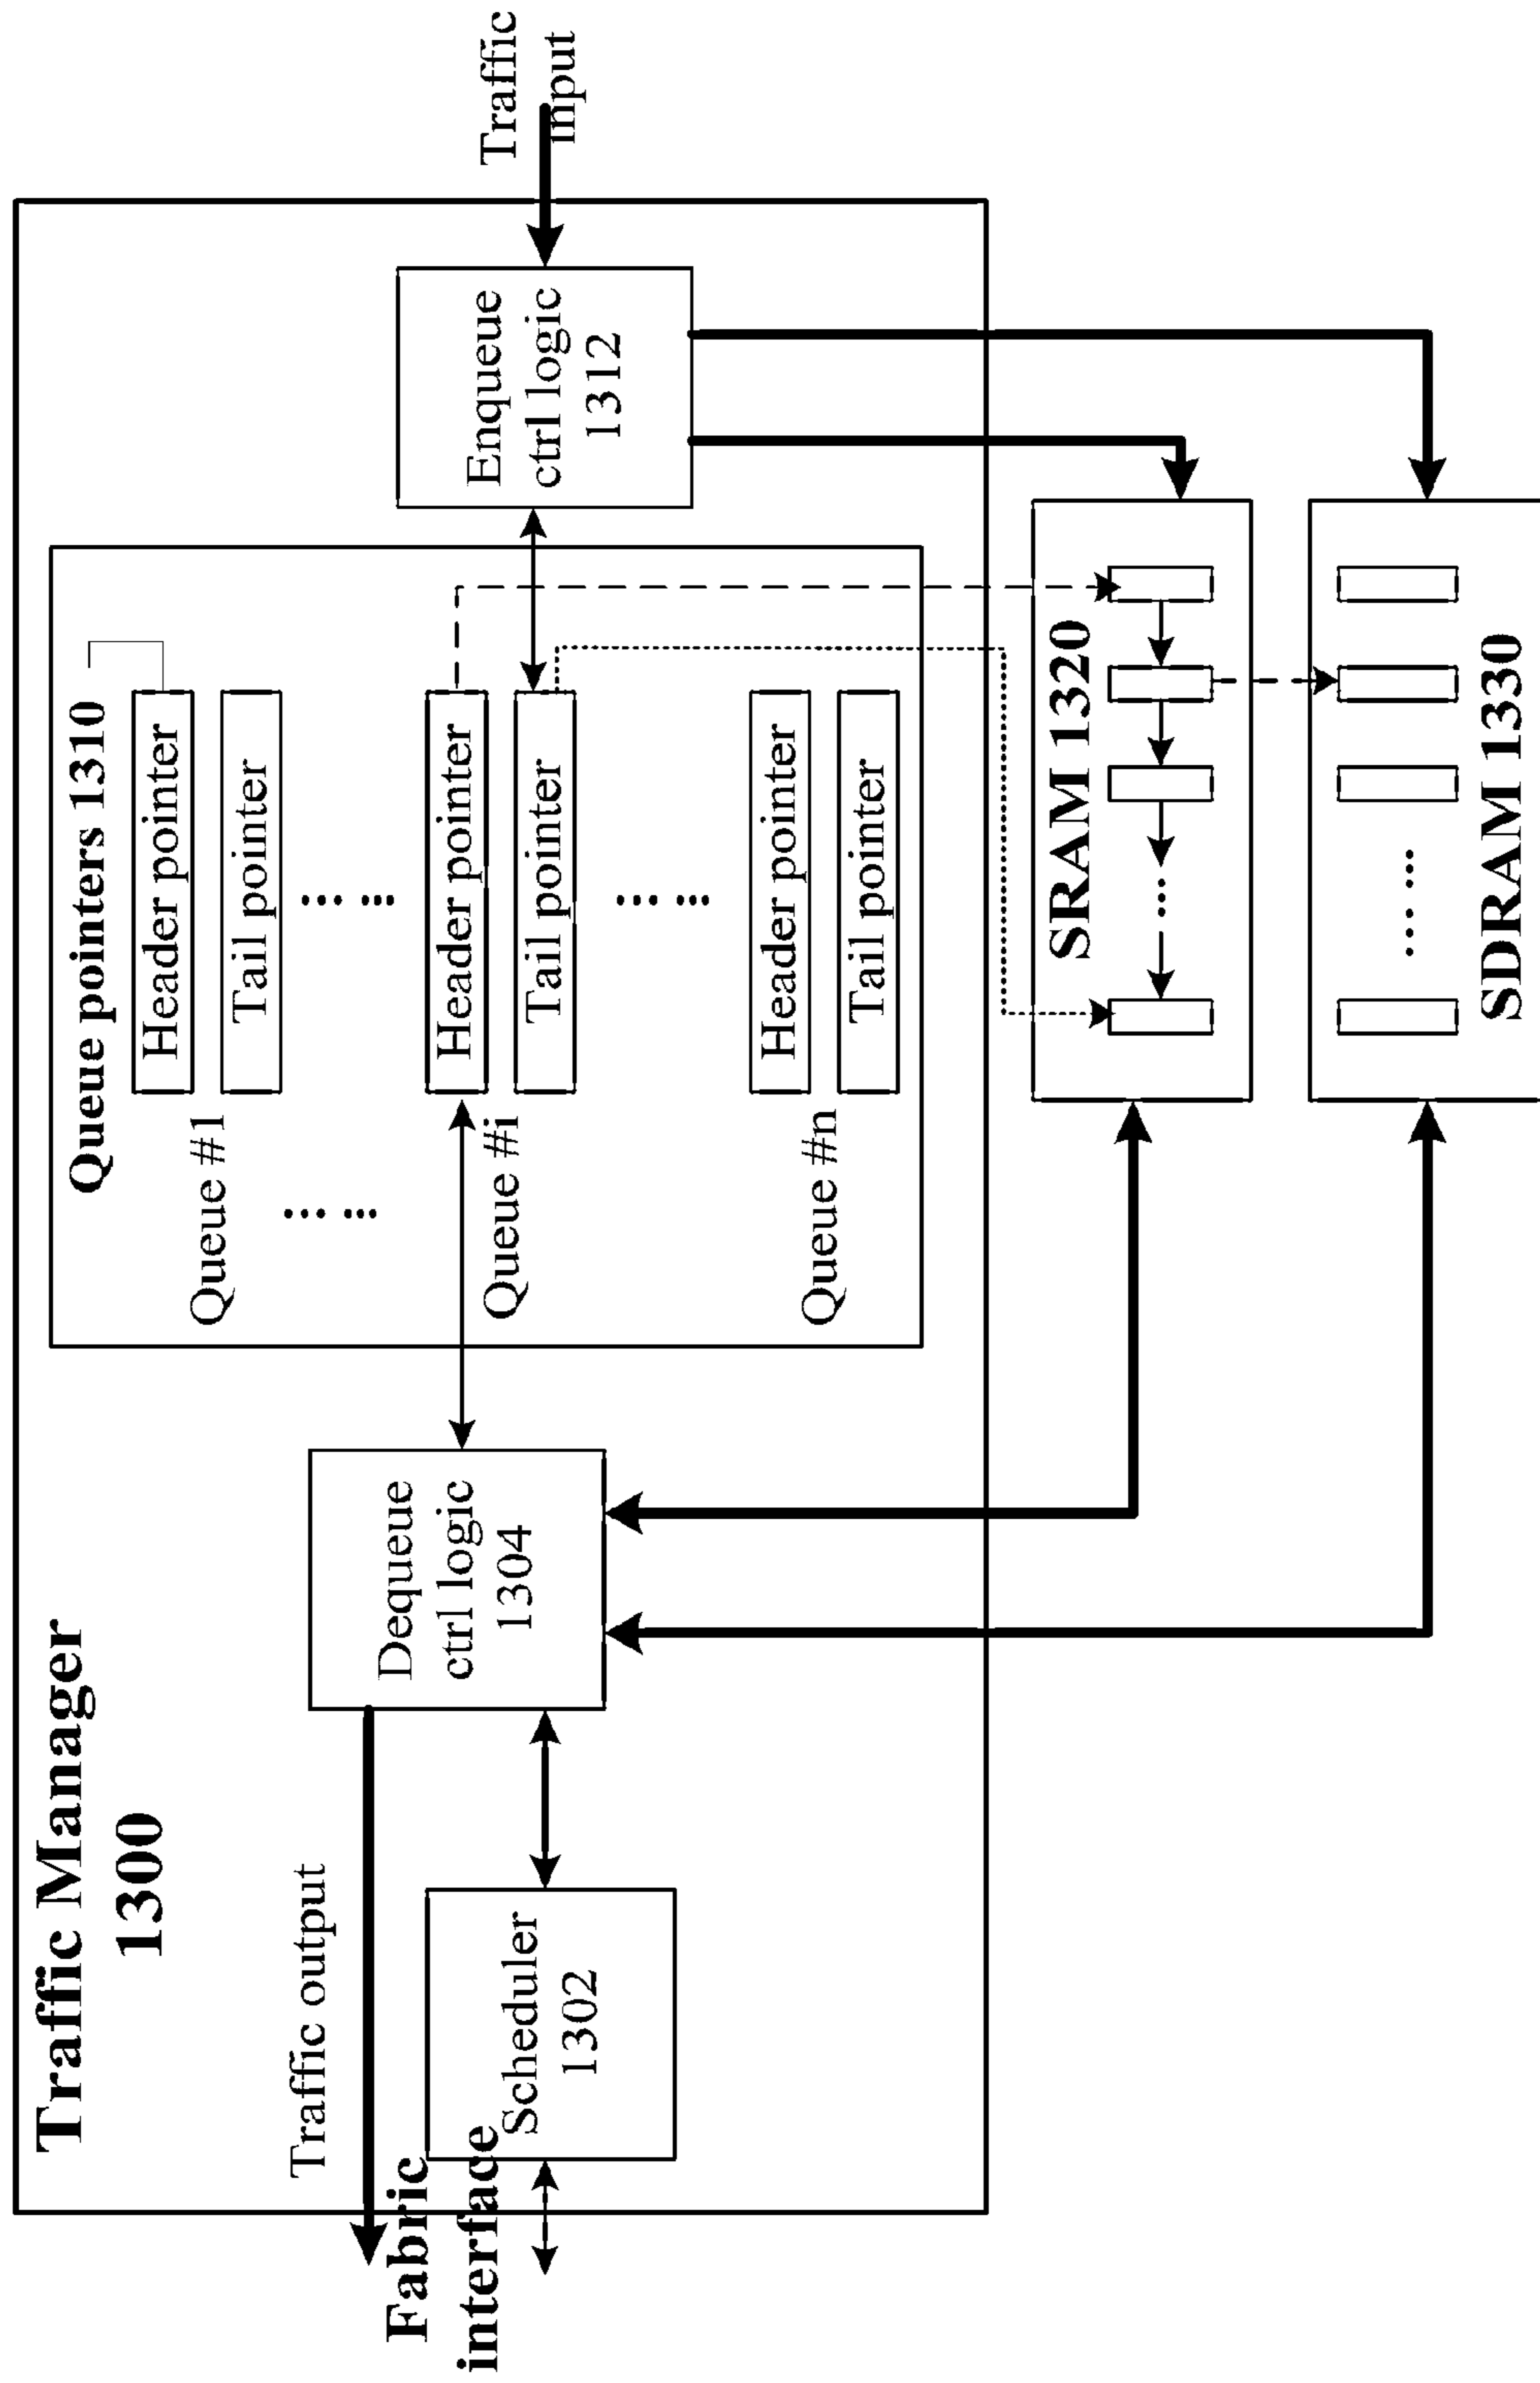 Traffic Manager
1300
Traffic output
Fabric
interface
Scheduler
1302
Dequeue
ctrl logic
1304
Queue pointers 1310
Queue #1
Header pointer
Tail pointer
...... 
......
Queue #i
Header pointer
Tail pointer
......
Queue #n
Header pointer
Tail pointer
Enqueue
ctrl logic
1312
Traffic
input
SRAM 1320
SDRAM 1330